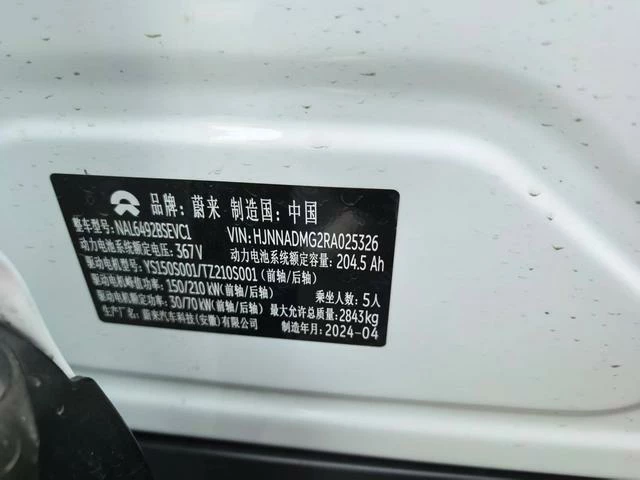 品牌：蔚来 制造国：中国
整车型号：NAL6492BSEVC1 VIN：HJNNADMG2RA025326
动力电池系统额定电压：367V 动力电池系统额定容量：204.5 Ah
驱动电机型号：YS150S001/TZ210S001（前轴/后轴）
驱动电机峰值功率：150/210 kW（前轴/后轴） 乘坐人数：5人
驱动电机额定功率：30/70 kW（前轴/后轴） 最大允许总质量：2843kg
生产厂名：蔚来汽车科技（安徽）有限公司 制造年月：2024-04